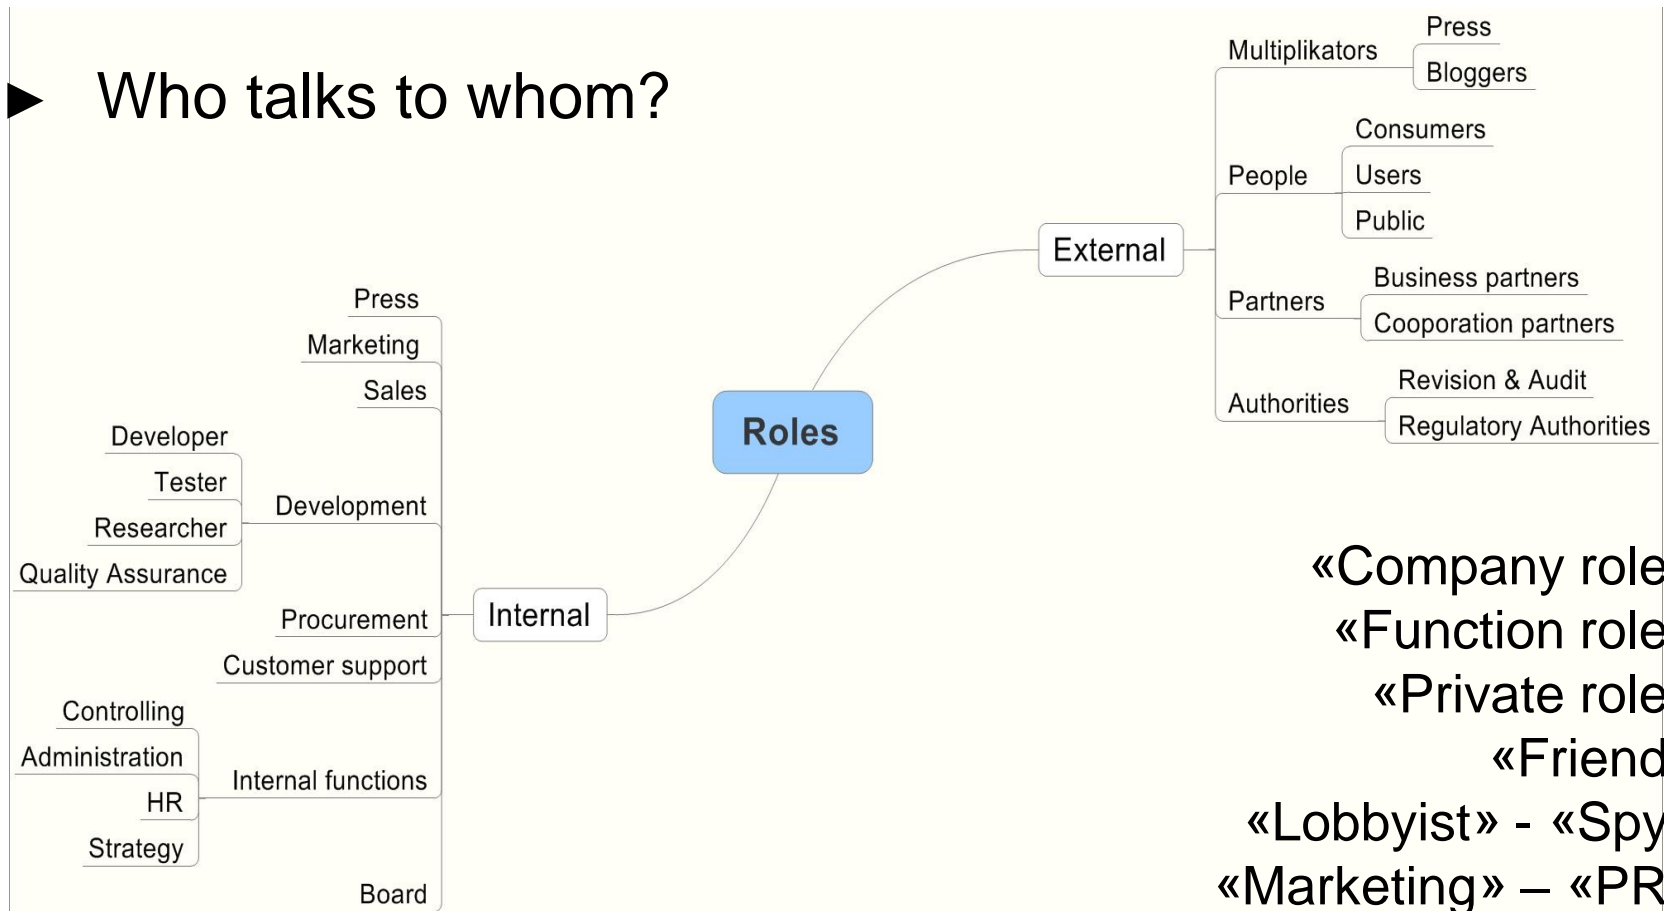 ► Who talks to whom?
Roles
External
Multiplikators
Press
Bloggers
People
Consumers
Users
Public
Partners
Business partners
Cooporation partners
Authorities
Revision & Audit
Regulatory Authorities
Internal
Press
Marketing
Sales
Development
Developer
Tester
Researcher
Quality Assurance
Procurement
Customer support
Internal functions
Controlling
Administration
HR
Strategy
Board
«Company role
«Function role
«Private role
«Friend
«Lobbyist» - «Spy
«Marketing» – «PR